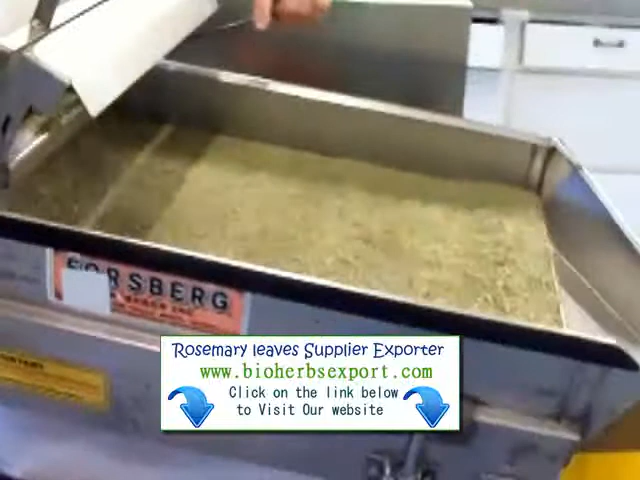 FORSBERG
Rosemary leaves Supplier Exporter
www.bioherbsexport.com
Click on the link below
to Visit Our website